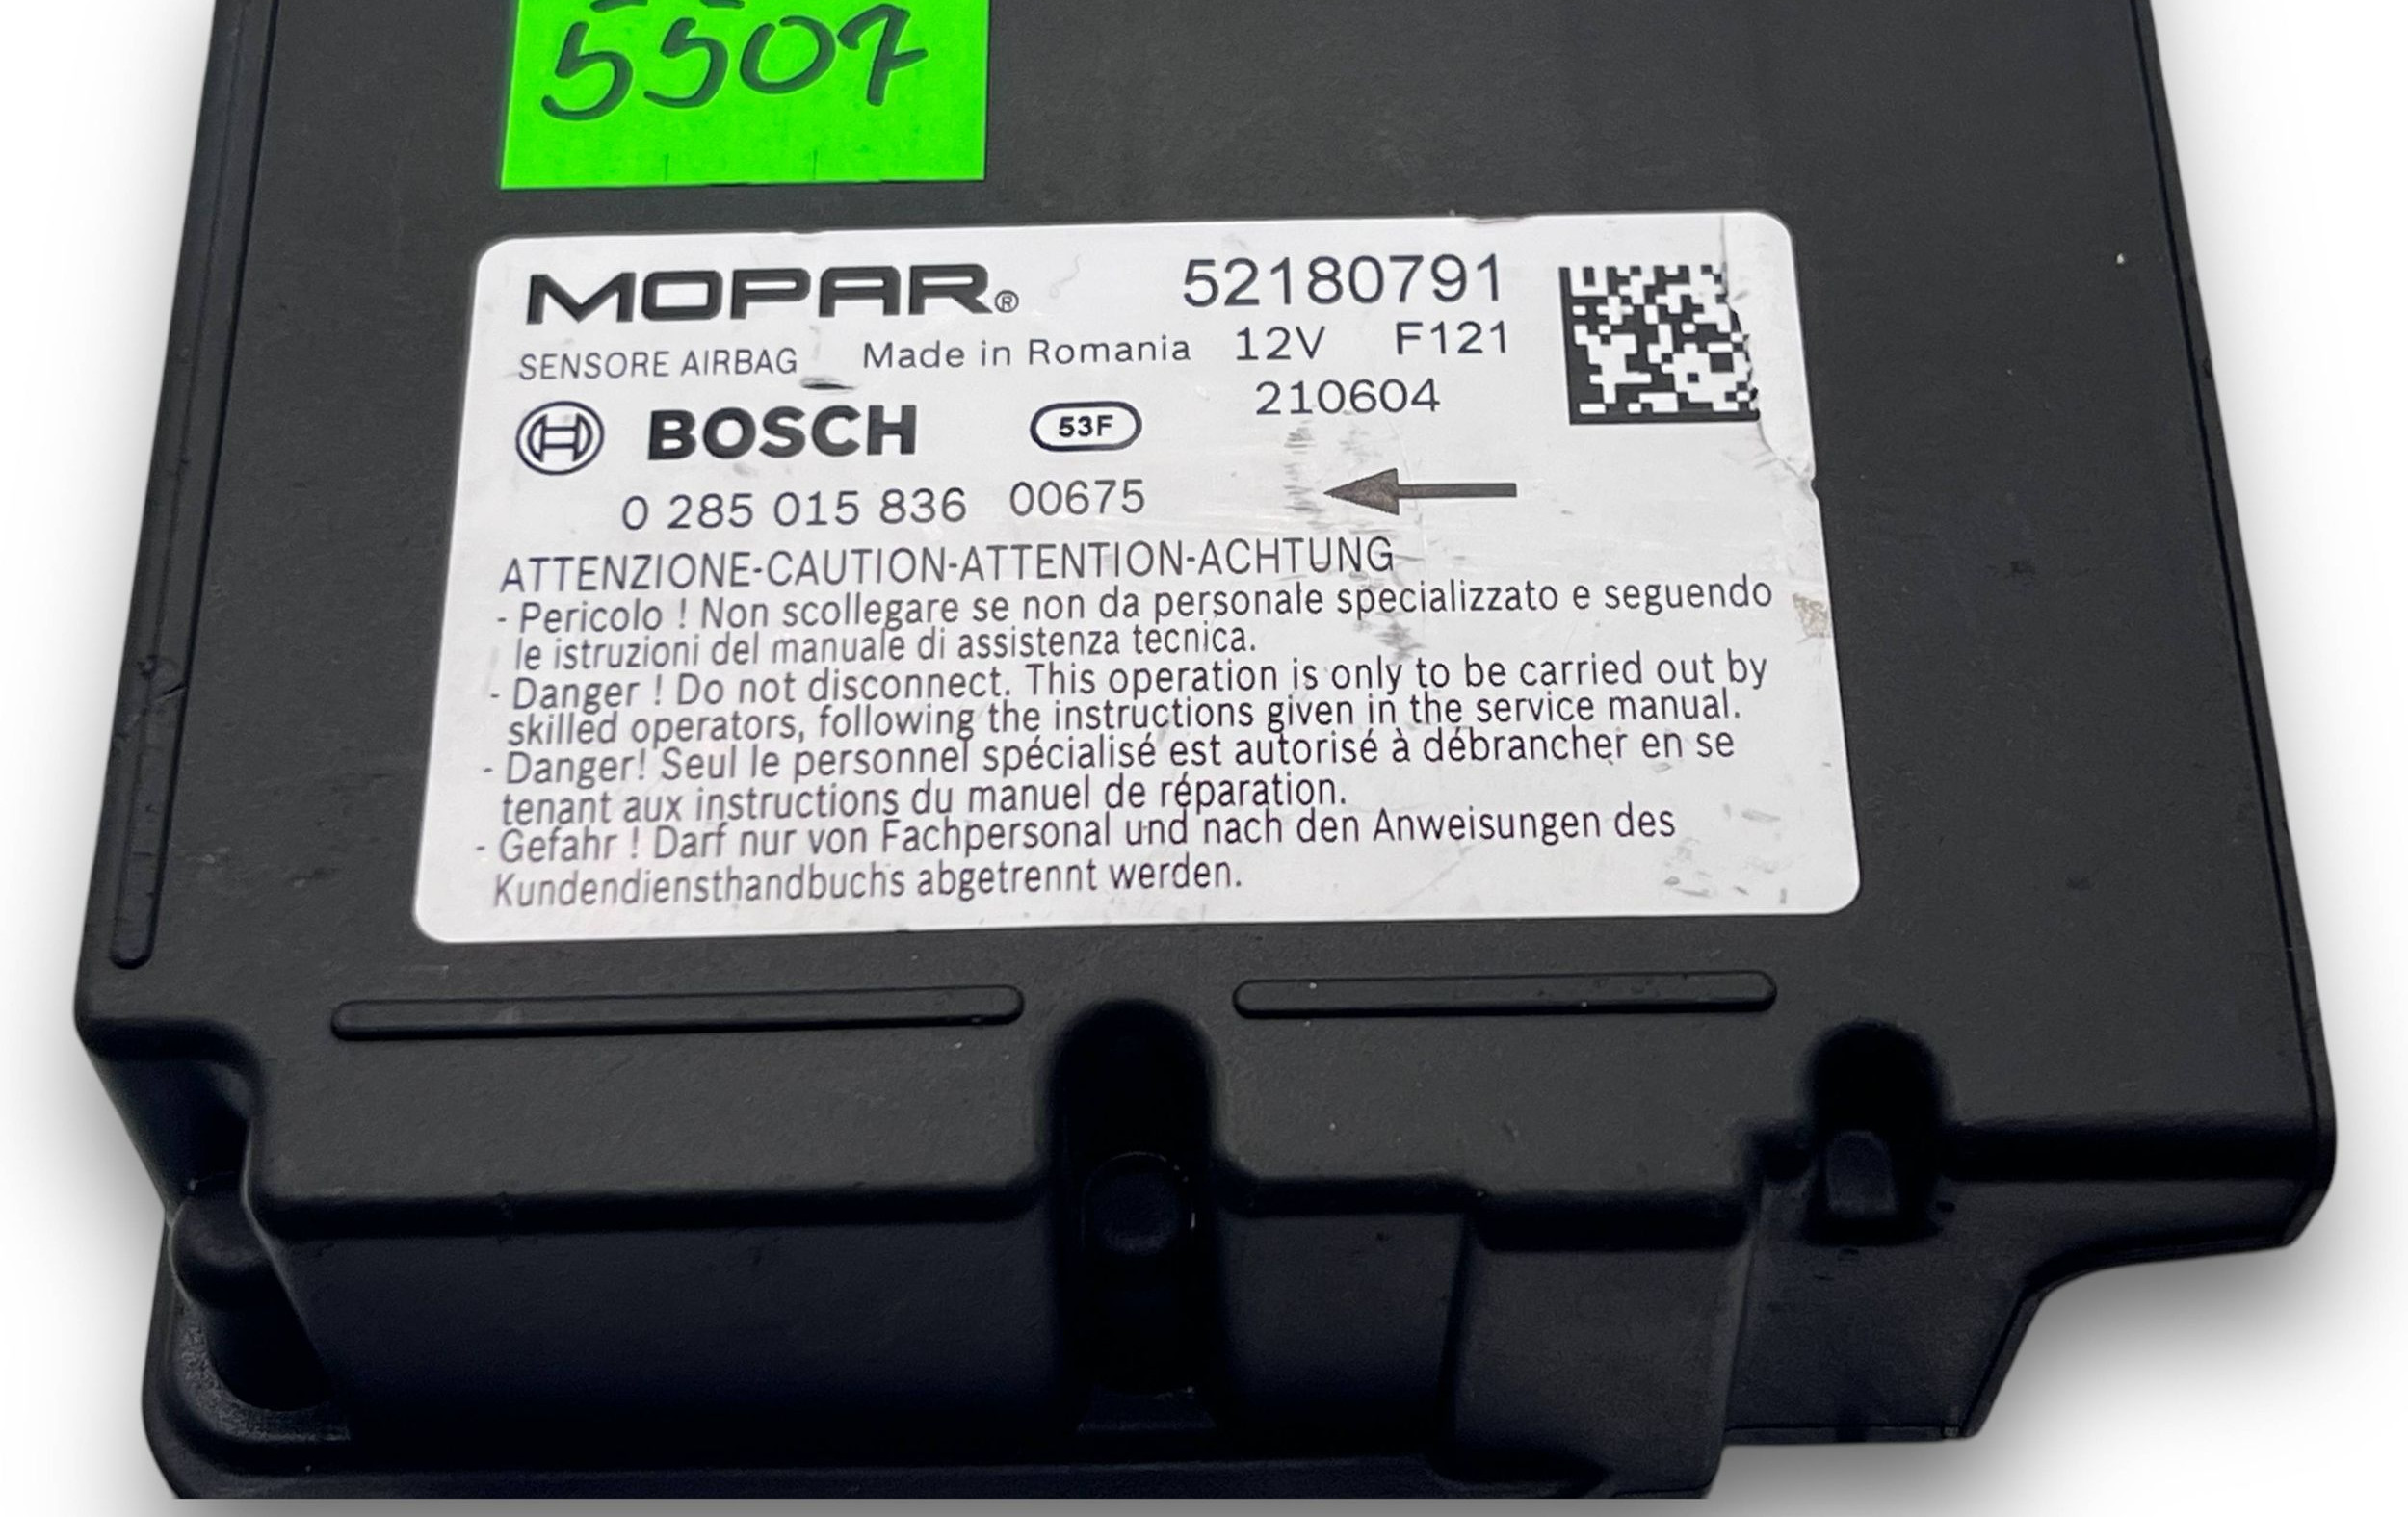 5507
MOPAR® 52180791
SENSORE AIRBAG Made in Romania 12V F121
210604
BOSCH 53F
0 285 015 836 00675
ATTENZIONE-CAUTION-ATTENTION-ACHTUNG
- Pericolo ! Non scollegare se non da personale specializzato e seguendo
le istruzioni del manuale di assistenza tecnica.
- Danger ! Do not disconnect. This operation is only to be carried out by
skilled operators, following the instructions given in the service manual.
- Danger! Seul le personnel spécialisé est autorisé à débrancher en se
tenant aux instructions du manuel de réparation.
- Gefahr ! Darf nur von Fachpersonal und nach den Anweisungen des
Kundendiensthandbuchs abgetrennt werden.